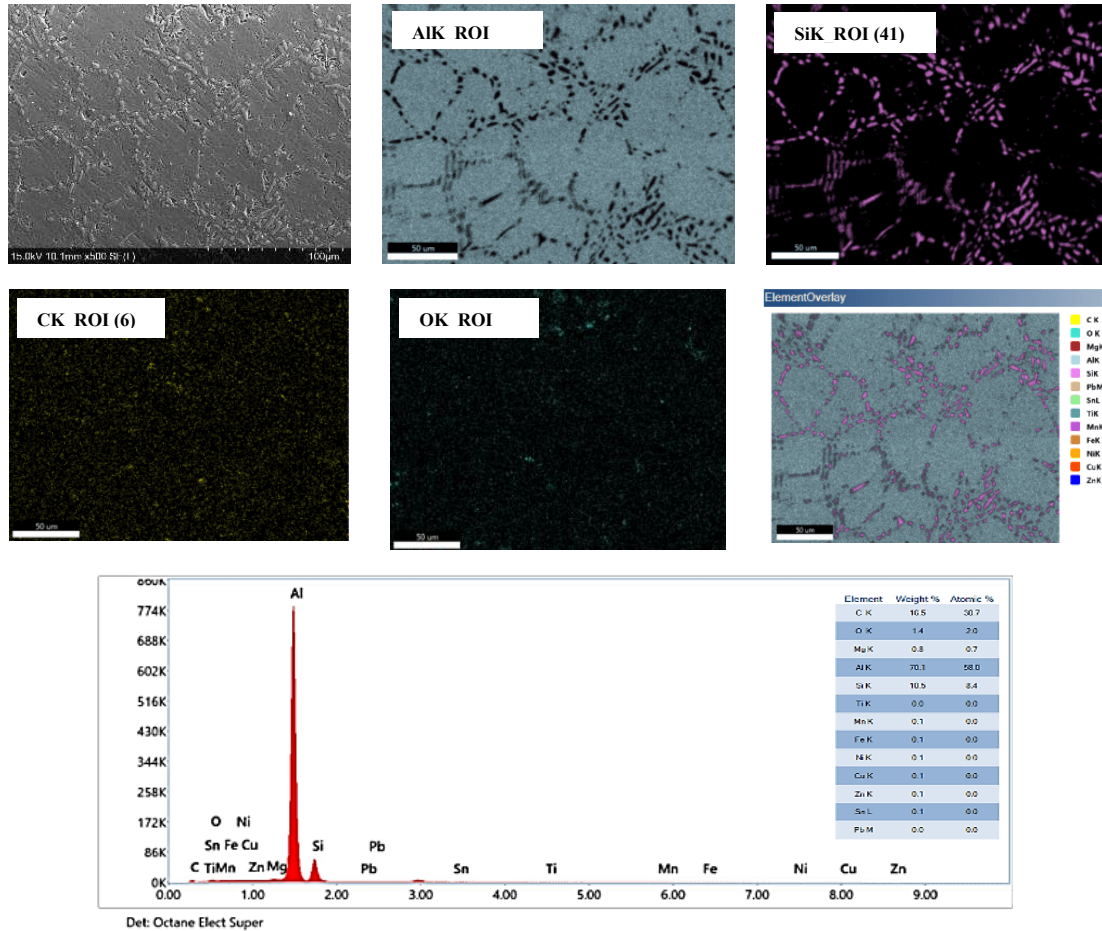 AlK_ROI
SiK_ROI (41)
50 um
50 um
15.0kV 10.1mm x500 SE(L) 100μm
CK_ROI (6)
OK_ROI
ElementOverlay
C K
O K
MgK
AlK
SiK
PbM
SnL
TiK
MnK
FeK
NiK
CuK
ZnK
50 um
50 um
50 um
860K
774K
688K
602K
516K
430K
344K
258K
172K
86K
0K
Al
O Ni
Sn Fe Cu
C Ti Mn Zn Mg
Si
Pb
Pb Sn Ti Mn Fe Ni Cu Zn
0.00 1.00 2.00 3.00 4.00 5.00 6.00 7.00 8.00 9.00
Element Weight % Atomic %
C K 16.5 30.7
O K 1.4 2.0
Mg K 0.8 0.7
Al K 70.1 58.0
Si K 10.5 8.4
Ti K 0.0 0.0
Mn K 0.1 0.0
Fe K 0.1 0.0
Ni K 0.1 0.0
Cu K 0.1 0.0
Zn K 0.1 0.0
Sn L 0.1 0.0
Pb M 0.0 0.0
Det: Octane Elect Super